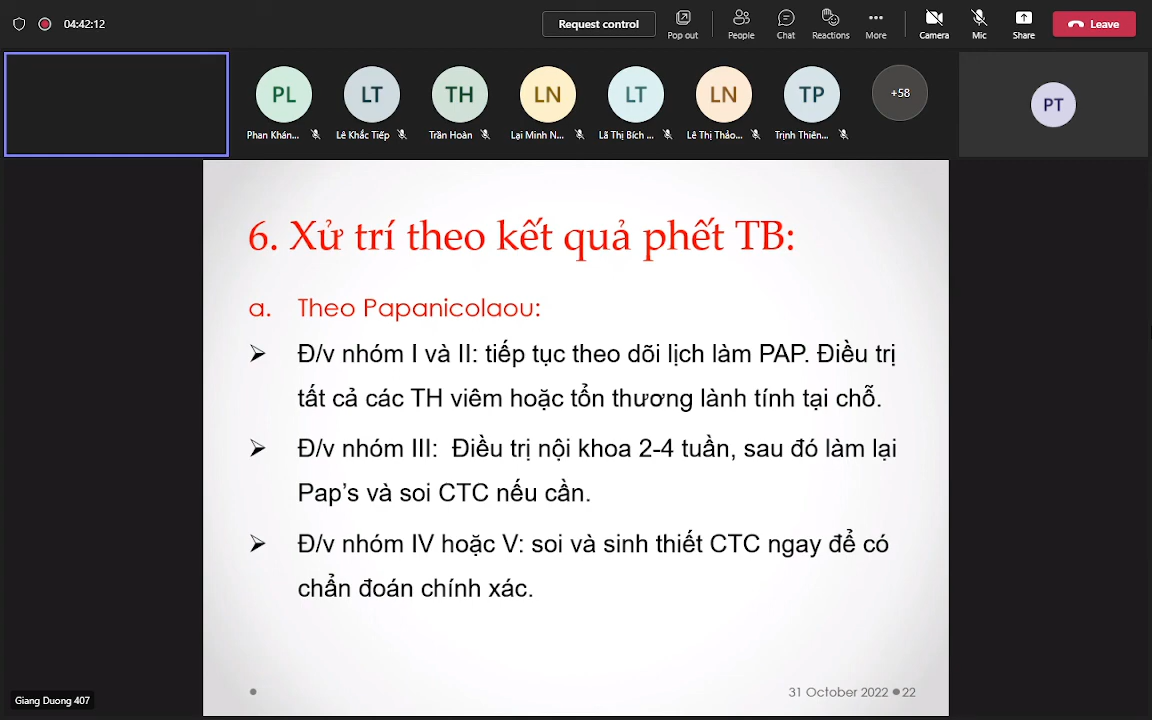 04:42:12
Request control
Pop out
People
Chat
Reactions
More
Camera
Mic
Share
Leave
PL
LT
TH
LN
LT
LN
TP
+58
PT
Phan Khán...
Lê Khắc Tiếp
Trần Hoàn
Lại Minh N...
Lã Thị Bích ...
Lê Thị Thảo...
Trịnh Thiên...
6. Xử trí theo kết quả phết TB:
a. Theo Papanicolaou:
➢ Đ/v nhóm I và II: tiếp tục theo dõi lịch làm PAP. Điều trị
tất cả các TH viêm hoặc tổn thương lành tính tại chỗ.
➢ Đ/v nhóm III: Điều trị nội khoa 2-4 tuần, sau đó làm lại
Pap’s và soi CTC nếu cần.
➢ Đ/v nhóm IV hoặc V: soi và sinh thiết CTC ngay để có
chẩn đoán chính xác.
31 October 2022 ● 22
Giang Duong 407